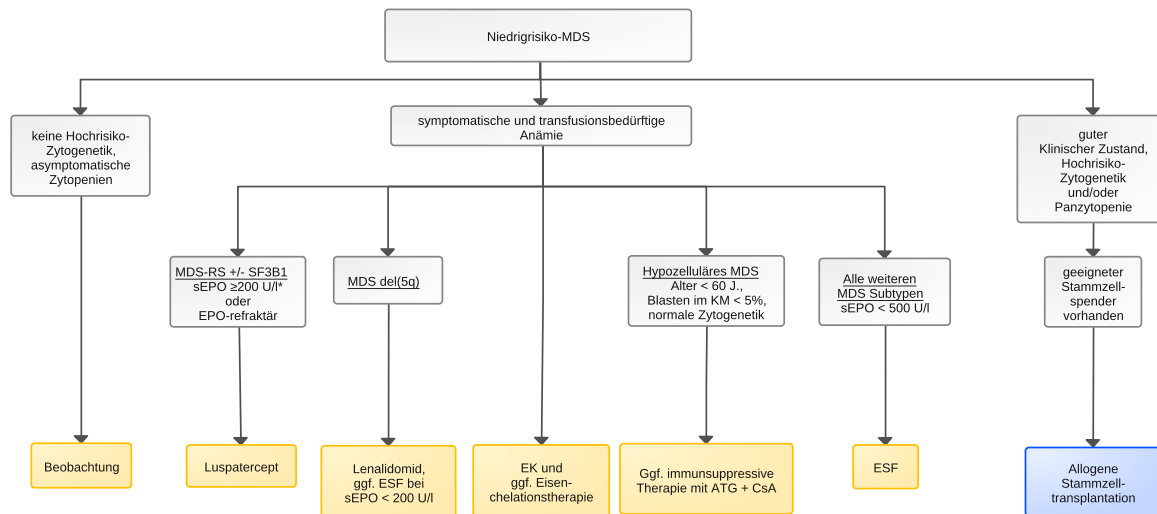 Niedrigrisiko-MDS
keine Hochrisiko-
Zytogenetik,
asymptomatische
Zytopenien
symptomatische und transfusionsbedürftige
Anämie
guter
Klinischer Zustand,
Hochrisiko-
Zytogenetik
und/oder
Panzytopenie
MDS-RS +/- SF3B1
sEPO ≥200 U/l*
oder
EPO-refraktär
MDS del(5q)
Hypozelluläres MDS
Alter < 60 J.,
Blasten im KM < 5%,
normale Zytogenetik
Alle weiteren
MDS Subtypen
sEPO < 500 U/l
geeigneter
Stammzell-
spender
vorhanden
Beobachtung
Luspatercept
Lenalidomid,
ggf. ESF bei
sEPO < 200 U/l
EK und
ggf. Eisen-
chelationstherapie
Ggf. immunsuppressive
Therapie mit ATG + CsA
ESF
Allogene
Stammzell-
transplantation